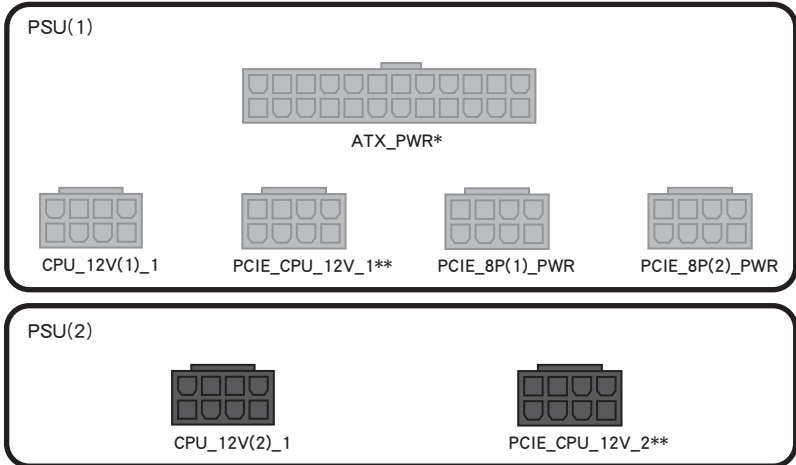 PSU(1)
ATX_PWR*
CPU_12V(1)_1
PCIE_CPU_12V_1**
PCIE_8P(1)_PWR
PCIE_8P(2)_PWR
PSU(2)
CPU_12V(2)_1
PCIE_CPU_12V_2**